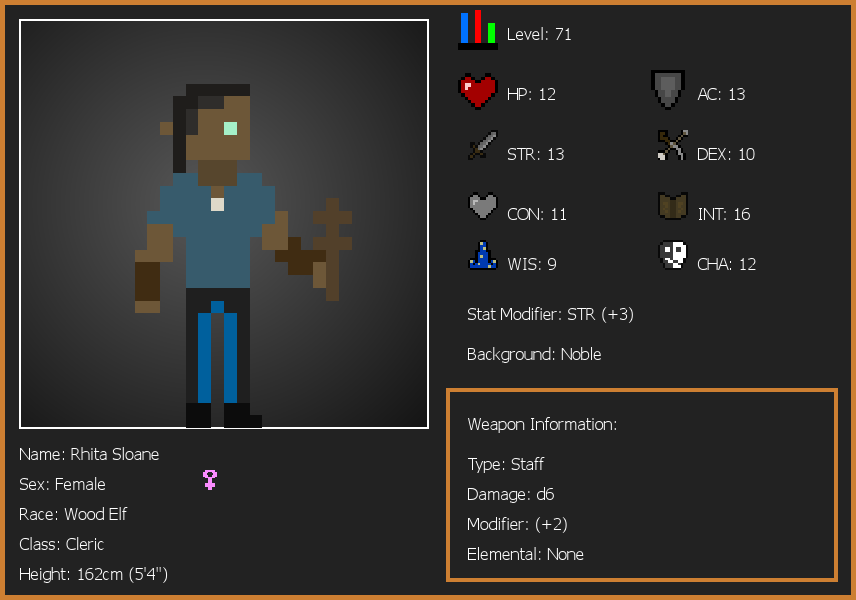 Level: 71
HP: 12
AC: 13
STR: 13
DEX: 10
CON: 11
INT: 16
WIS: 9
CHA: 12
Stat Modifier: STR (+3)
Background: Noble
Weapon Information:
Type: Staff
Damage: d6
Modifier: (+2)
Elemental: None
Name: Rhita Sloane
Sex: Female
Race: Wood Elf
Class: Cleric
Height: 162cm (5'4")